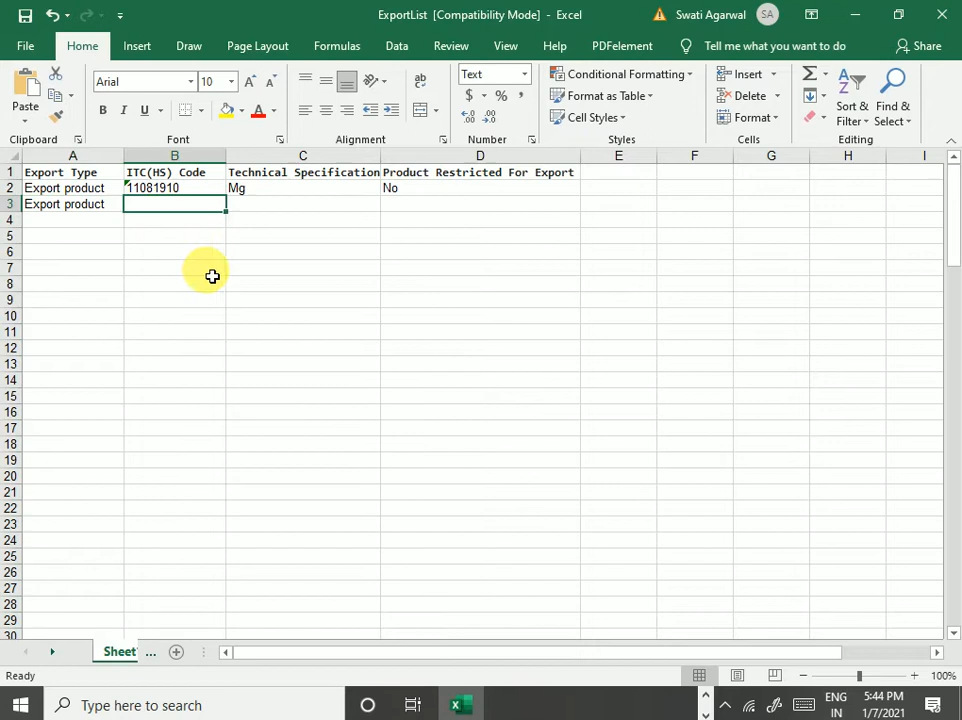 ExportList [Compatibility Mode] - Excel
Swati Agarwal SA
File Home Insert Draw Page Layout Formulas Data Review View Help PDFelement Tell me what you want to do Share
Paste
Arial 10
B I U A
ab
Text
$ % ,
Conditional Formatting
Format as Table
Cell Styles
Insert
Delete
Format
Sort & Filter
Find & Select
Clipboard Font Alignment Number Styles Cells Editing
A B C D E F G H I
1 Export Type ITC(HS) Code Technical Specification Product Restricted For Export
2 Export product 11081910 Mg No
3 Export product
4
5
6
7
8
9
10
11
12
13
14
15
16
17
18
19
20
21
22
23
24
25
26
27
28
29
30
Sheet ...
Ready 100%
Type here to search
ENG
IN
5:44 PM
1/7/2021